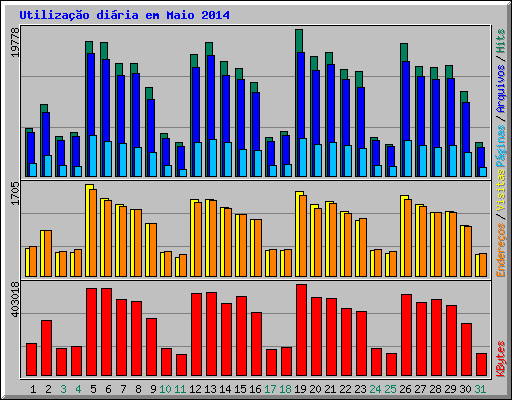 Utilização diária em Maio 2014
19778
1705
403018
Endereços / Visitas Páginas / Arquivos / Hits
KBytes
1 2 3 4 5 6 7 8 9 10 11 12 13 14 15 16 17 18 19 20 21 22 23 24 25 26 27 28 29 30 31